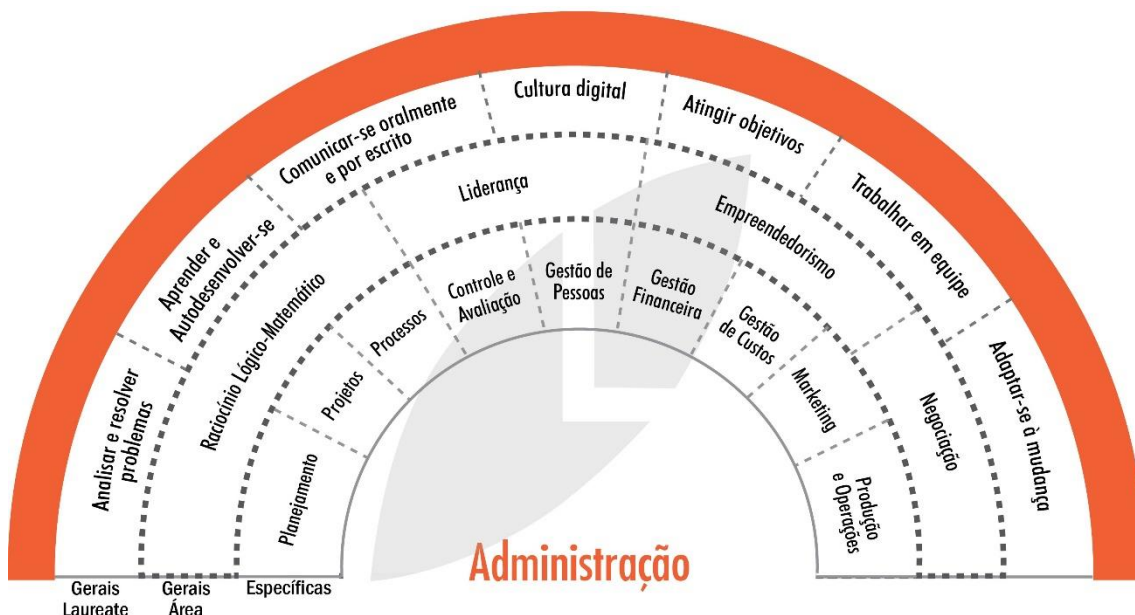 Analisar e resolver
problemas
Aprender e
Autodesenvolver-se
Comunicar-se oralmente
e por escrito
Cultura digital
Atingir objetivos
Trabalhar em equipe
Adaptar-se à mudança
Raciocínio Lógico-Matemático
Liderança
Empreendedorismo
Negociação
Planejamento
Projetos
Processos
Controle e
Avaliação
Gestão de
Pessoas
Gestão
Financeira
Gestão
de Custos
Marketing
Produção
e Operações
Administração
Gerais
Laureate
Gerais
Área
Específicas